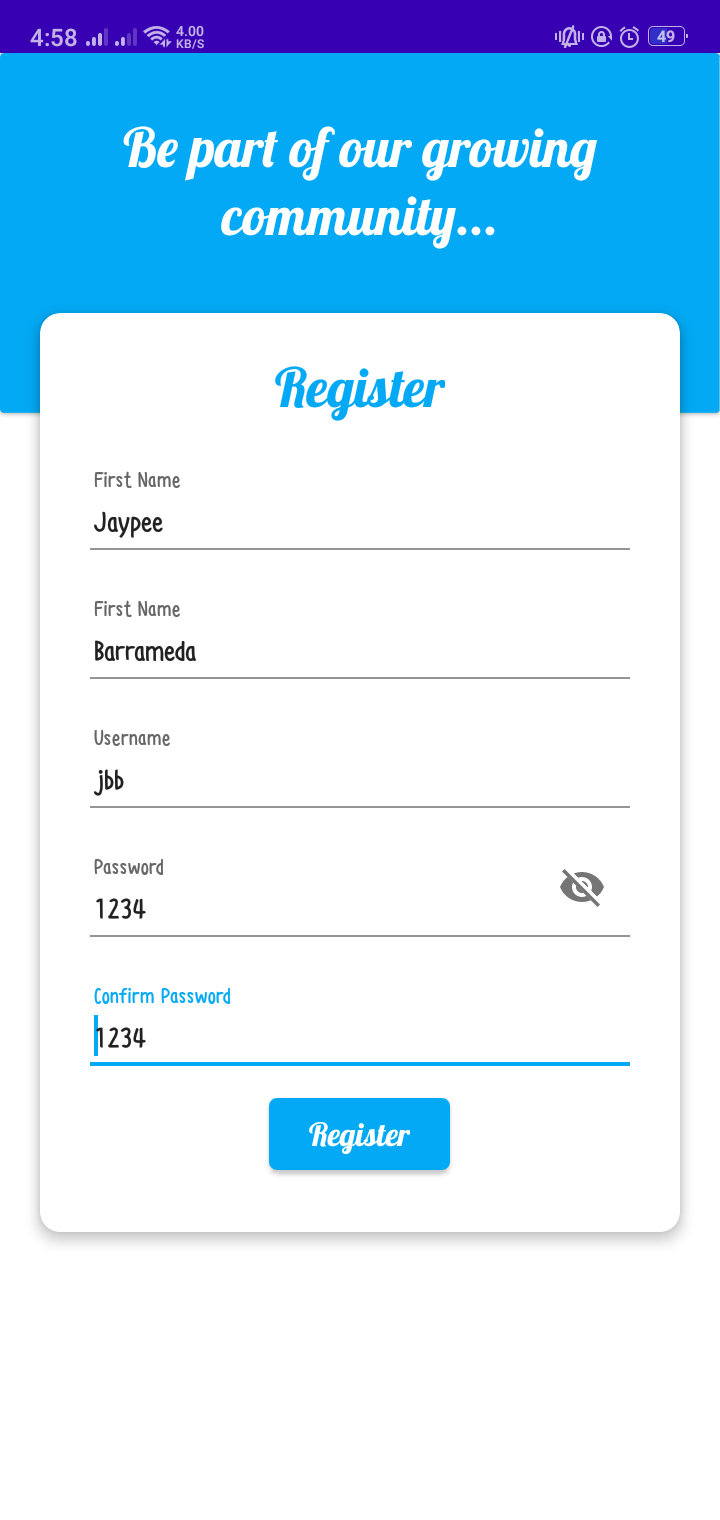 4:58 4.00 KB/S 49
Be part of our growing
community...
Register
First Name
Jaypee
First Name
Barrameda
Username
jbb
Password
1234
Confirm Password
1234
Register